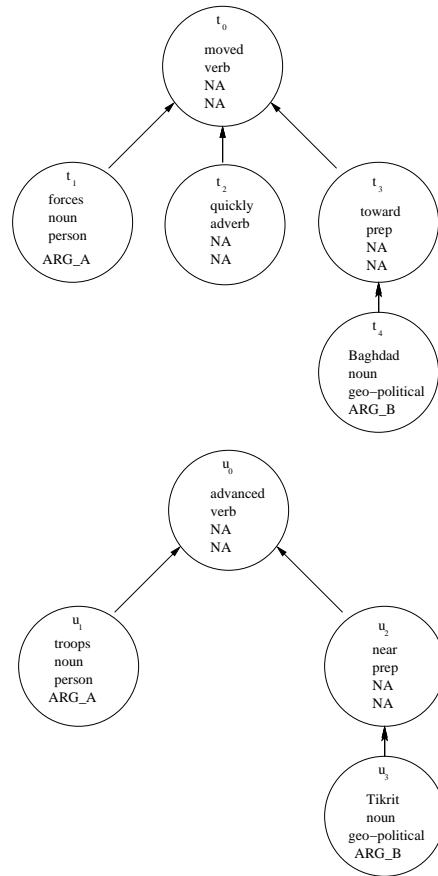 t0
moved
verb
NA
NA
t1
forces
noun
person
ARG_A
t2
quickly
adverb
NA
NA
t3
toward
prep
NA
NA
t4
Baghdad
noun
geo-political
ARG_B
u0
advanced
verb
NA
NA
u1
troops
noun
person
ARG_A
u2
near
prep
NA
NA
u3
Tikrit
noun
geo-political
ARG_B